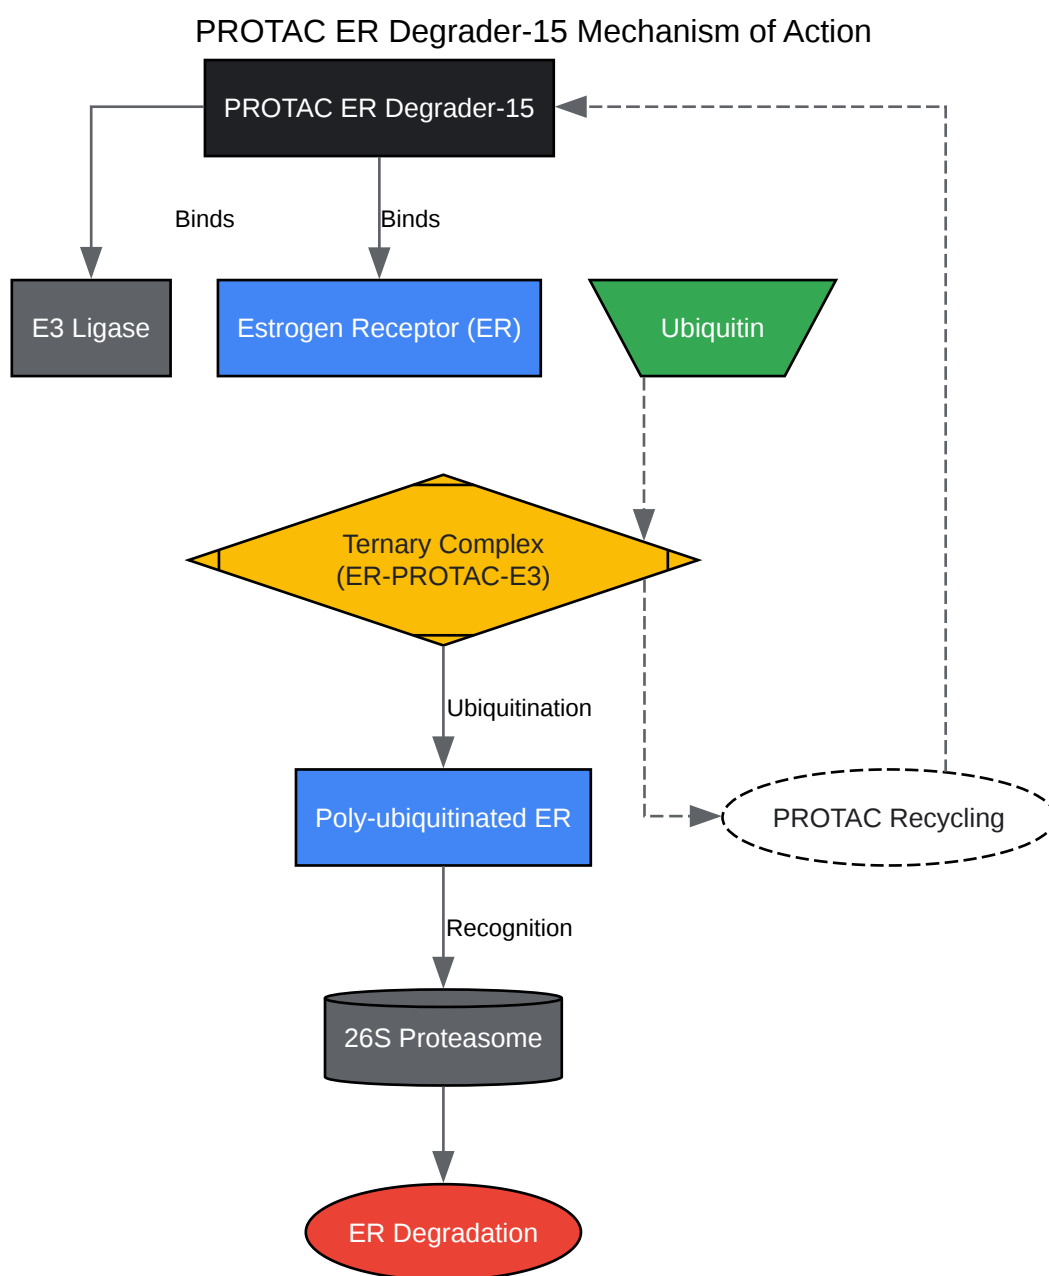 PROTAC ER Degrader-15 Mechanism of Action
PROTAC ER Degrader-15
Binds
Binds
E3 Ligase
Estrogen Receptor (ER)
Ubiquitin
Ternary Complex
(ER-PROTAC-E3)
Ubiquitination
Poly-ubiquitinated ER
PROTAC Recycling
Recognition
26S Proteasome
ER Degradation